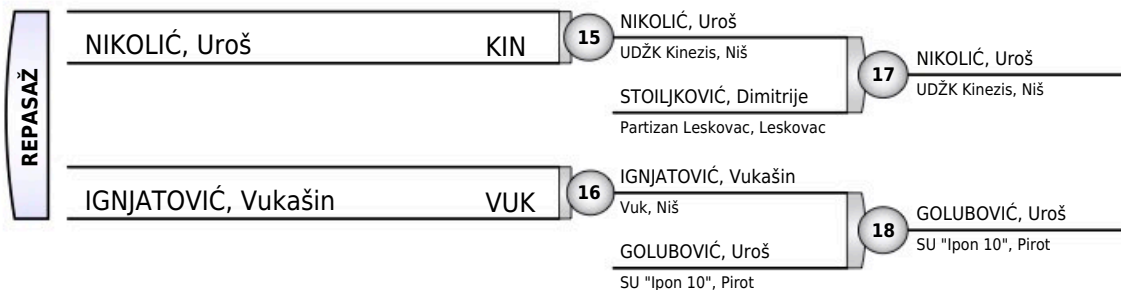 REPASAŽ
NIKOLIĆ, Uroš KIN
15
NIKOLIĆ, Uroš
UDŽK Kinezis, Niš
STOILJKOVIĆ, Dimitrije
Partizan Leskovac, Leskovac
17
NIKOLIĆ, Uroš
UDŽK Kinezis, Niš
IGNJATOVIĆ, Vukašin VUK
16
IGNJATOVIĆ, Vukašin
Vuk, Niš
GOLUBOVIĆ, Uroš
SU "Ipon 10", Pirot
18
GOLUBOVIĆ, Uroš
SU "Ipon 10", Pirot